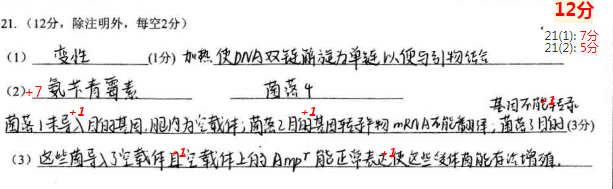 12分
21(1): 7分
21(2): 5分
21.（12分，除注明外，每空2分）
（1） 变性 (1分) 加热使DNA双链解旋为单链以便与引物结合
（2）+7 氨苄青霉素 菌落4
基因不能转录
+1 +1 +1
菌落1未导入目的基因，胞内为空载体；菌落2目的基因转录产物mRNA不能翻译；菌落3目的(3分)
（3）这些菌导入了空载体且空载体上的Ampʳ能正常表达使这些 菌能存活增殖.
+1 +1